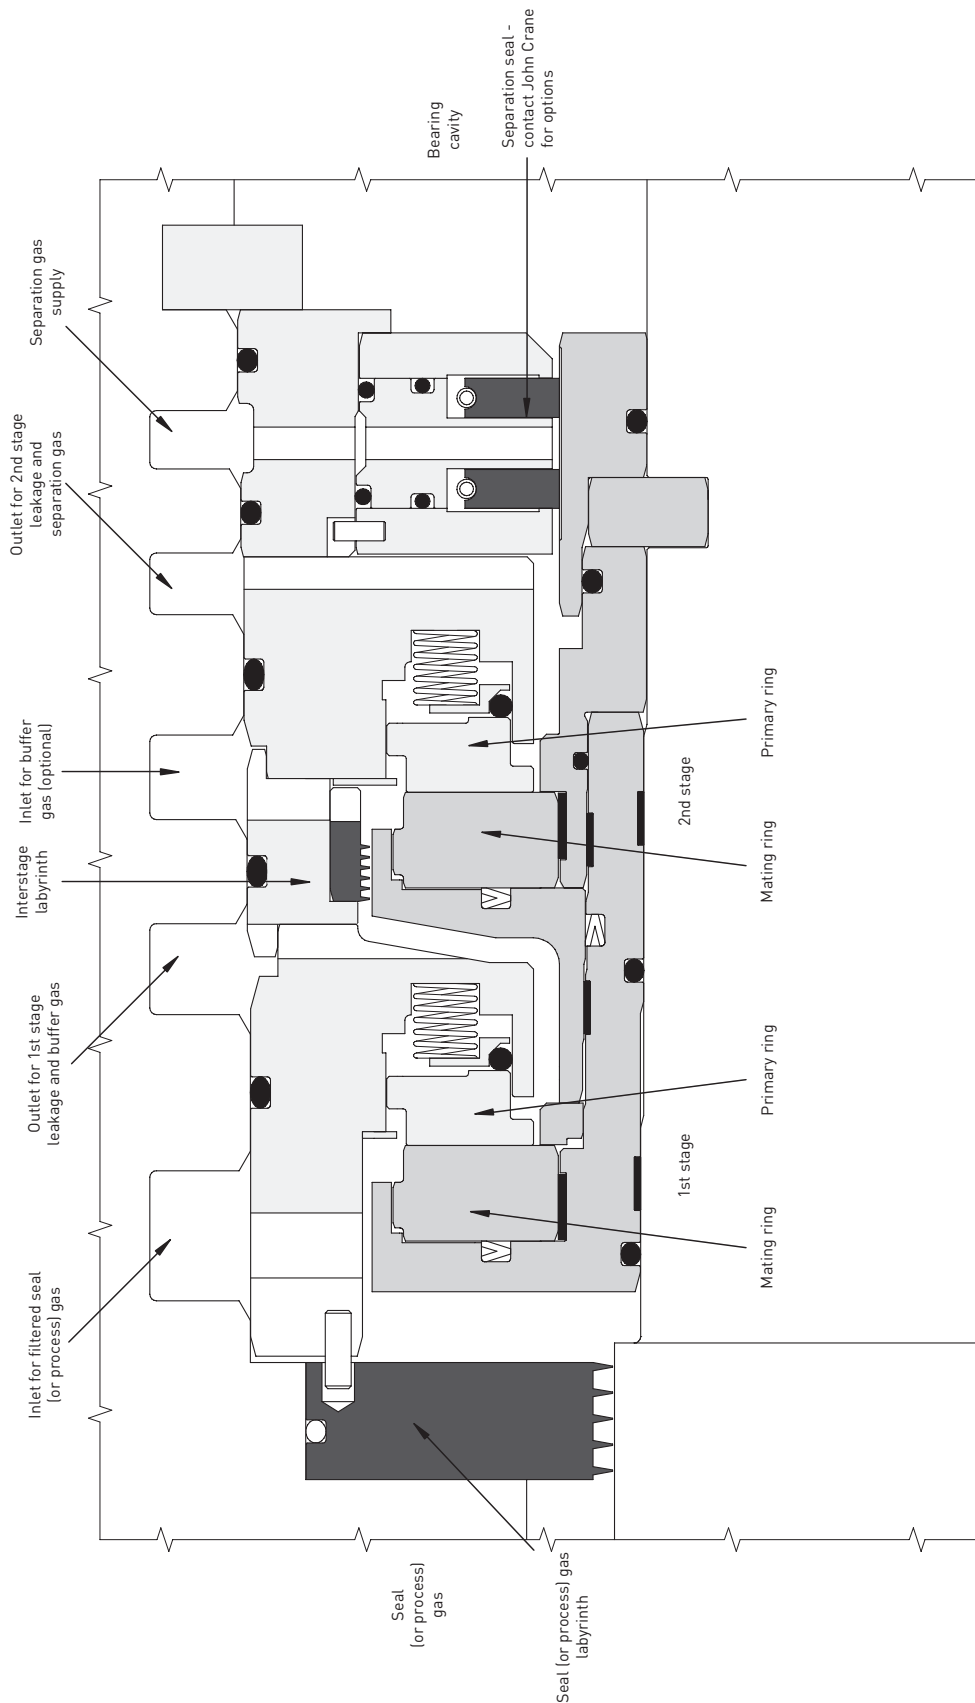 Inlet for filtered seal
(or process) gas
Outlet for 1st stage
leakage and buffer gas
Interstage
labyrinth
Inlet for buffer
gas (optional)
Outlet for 2nd stage
leakage and
separation gas
Separation gas
supply
Seal
(or process)
gas
Bearing
cavity
Seal (or process) gas
labyrinth
Separation seal -
contact John Crane
for options
1st stage
2nd stage
Mating ring
Primary ring
Mating ring
Primary ring